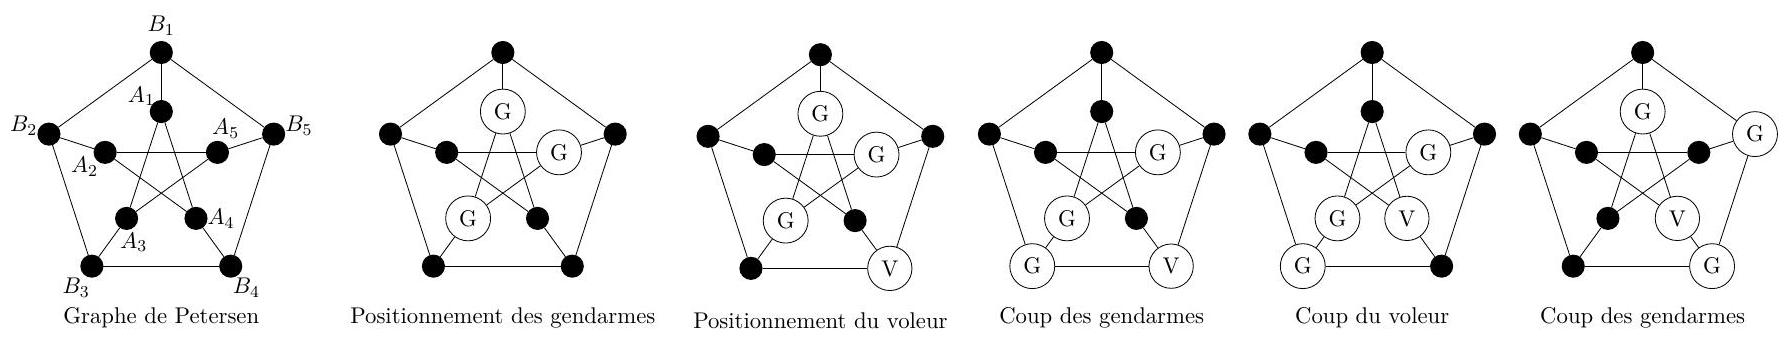 B₁
B₂ A₁ A₅ B₅
A₂
A₄
A₃
B₃ B₄
Graphe de Petersen
G
G
G
Positionnement des gendarmes
G
G
G
V
Positionnement du voleur
G
G
G V
Coup des gendarmes
G
G V
G
Coup du voleur
G G
V
G
Coup des gendarmes